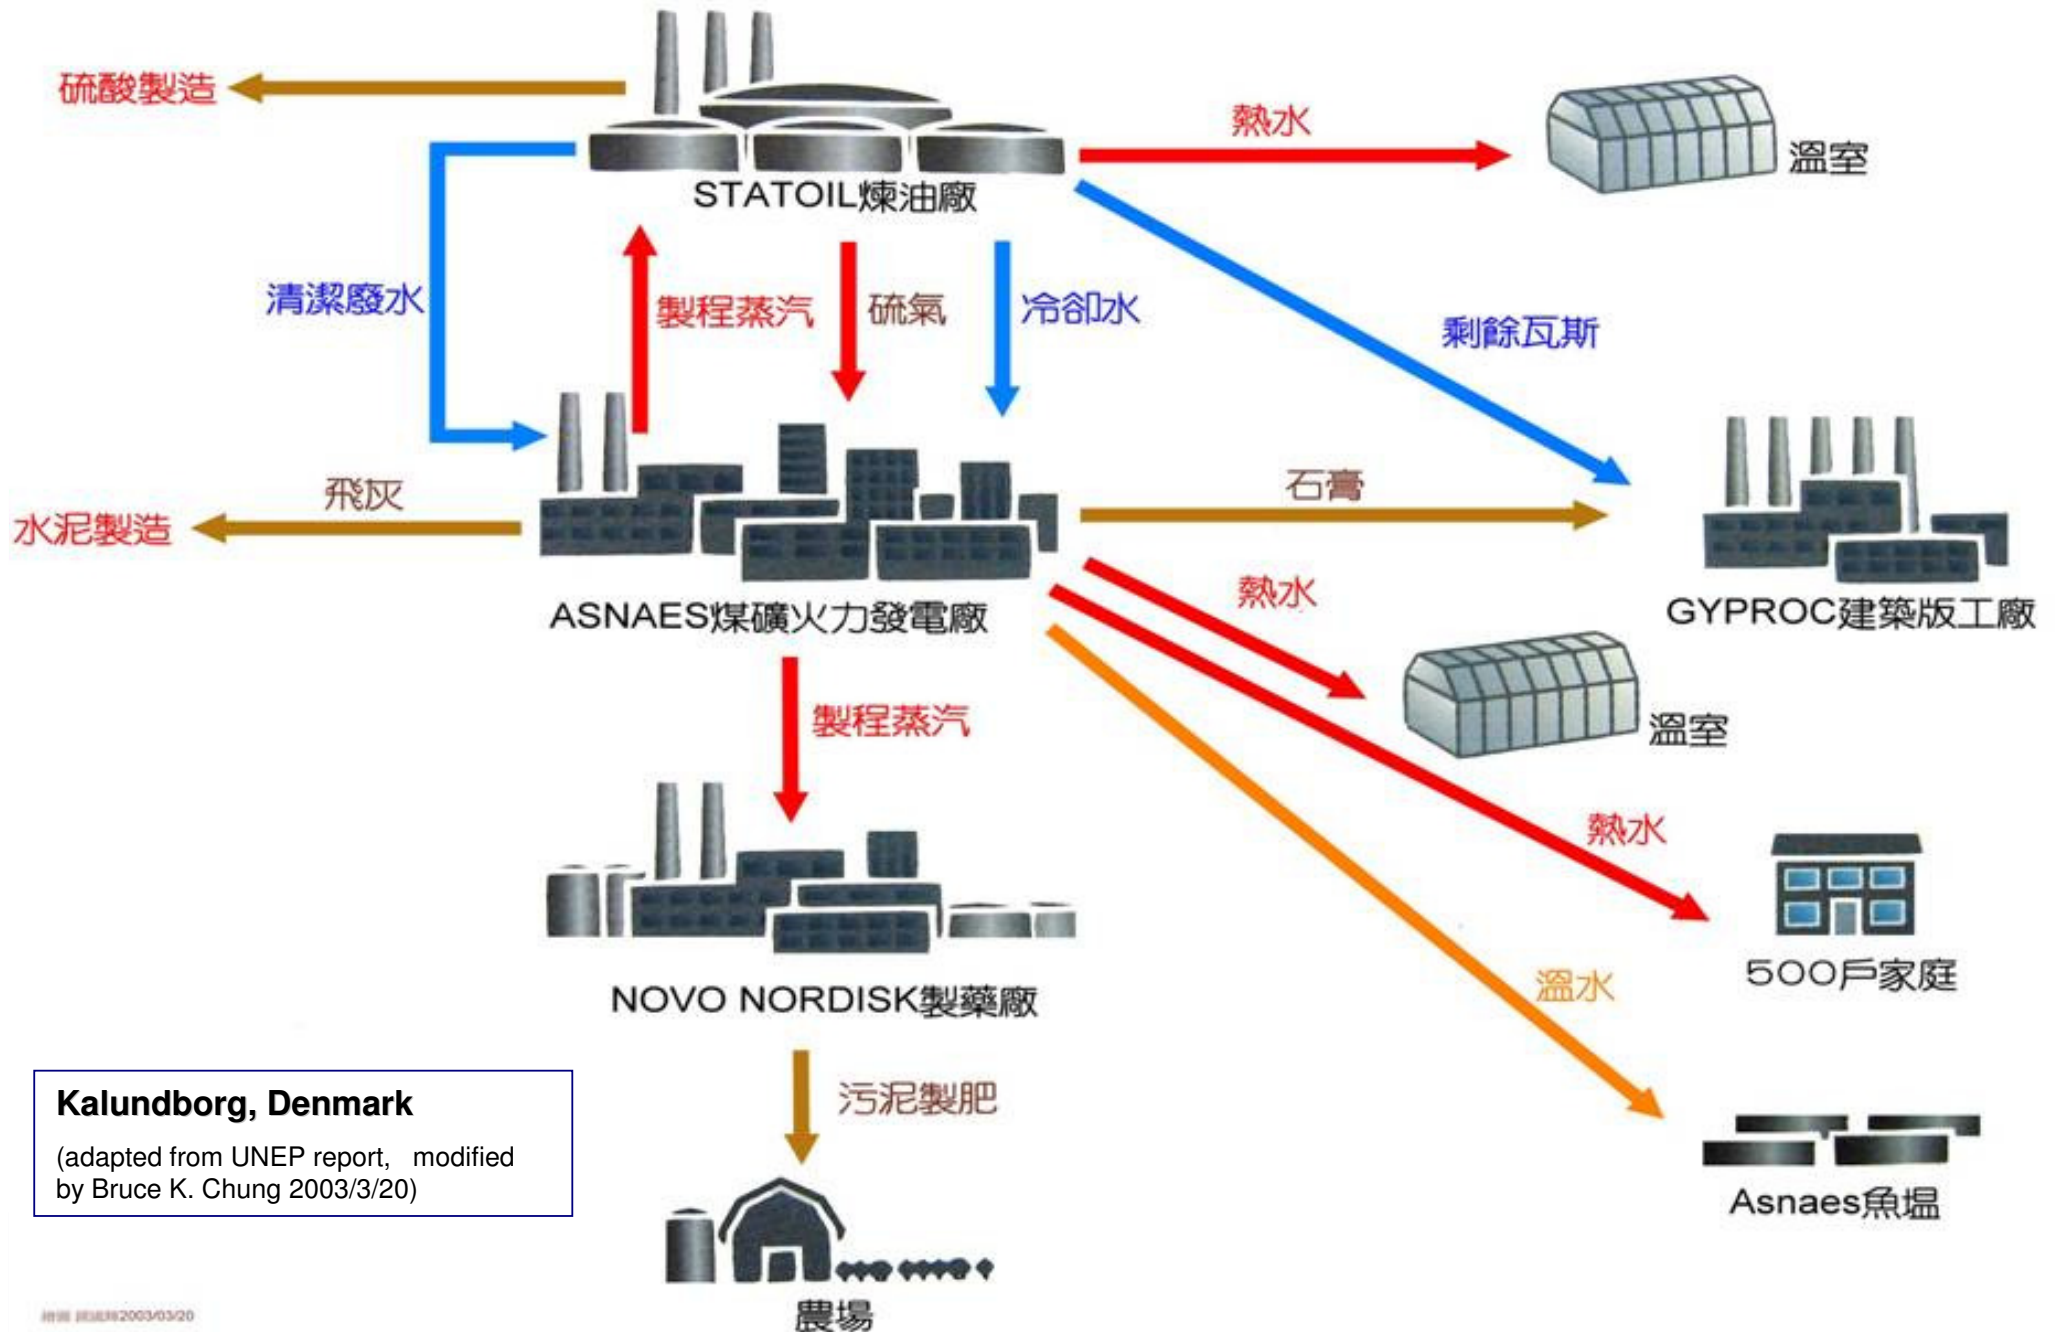 硫酸製造
熱水
溫室
STATOIL煉油廠
清潔廢水
製程蒸汽
硫氣
冷卻水
剩餘瓦斯
飛灰
石膏
水泥製造
ASNAES煤礦火力發電廠
熱水
GYPROC建築版工廠
製程蒸汽
溫室
熱水
500戶家庭
溫水
NOVO NORDISK製藥廠
污泥製肥
Kalundborg, Denmark
(adapted from UNEP report, modified
by Bruce K. Chung 2003/3/20)
Asnaes魚塭
農場
2003/03/20